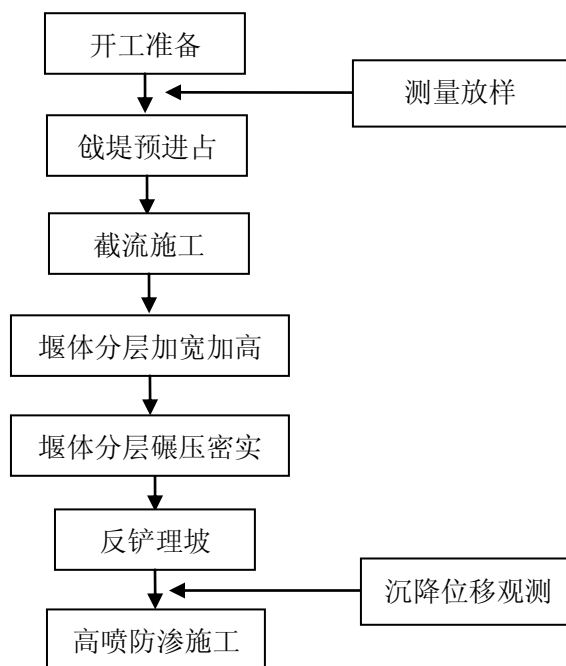 开工准备
测量放样
戗堤预进占
截流施工
堰体分层加宽加高
堰体分层碾压密实
反铲理坡
沉降位移观测
高喷防渗施工